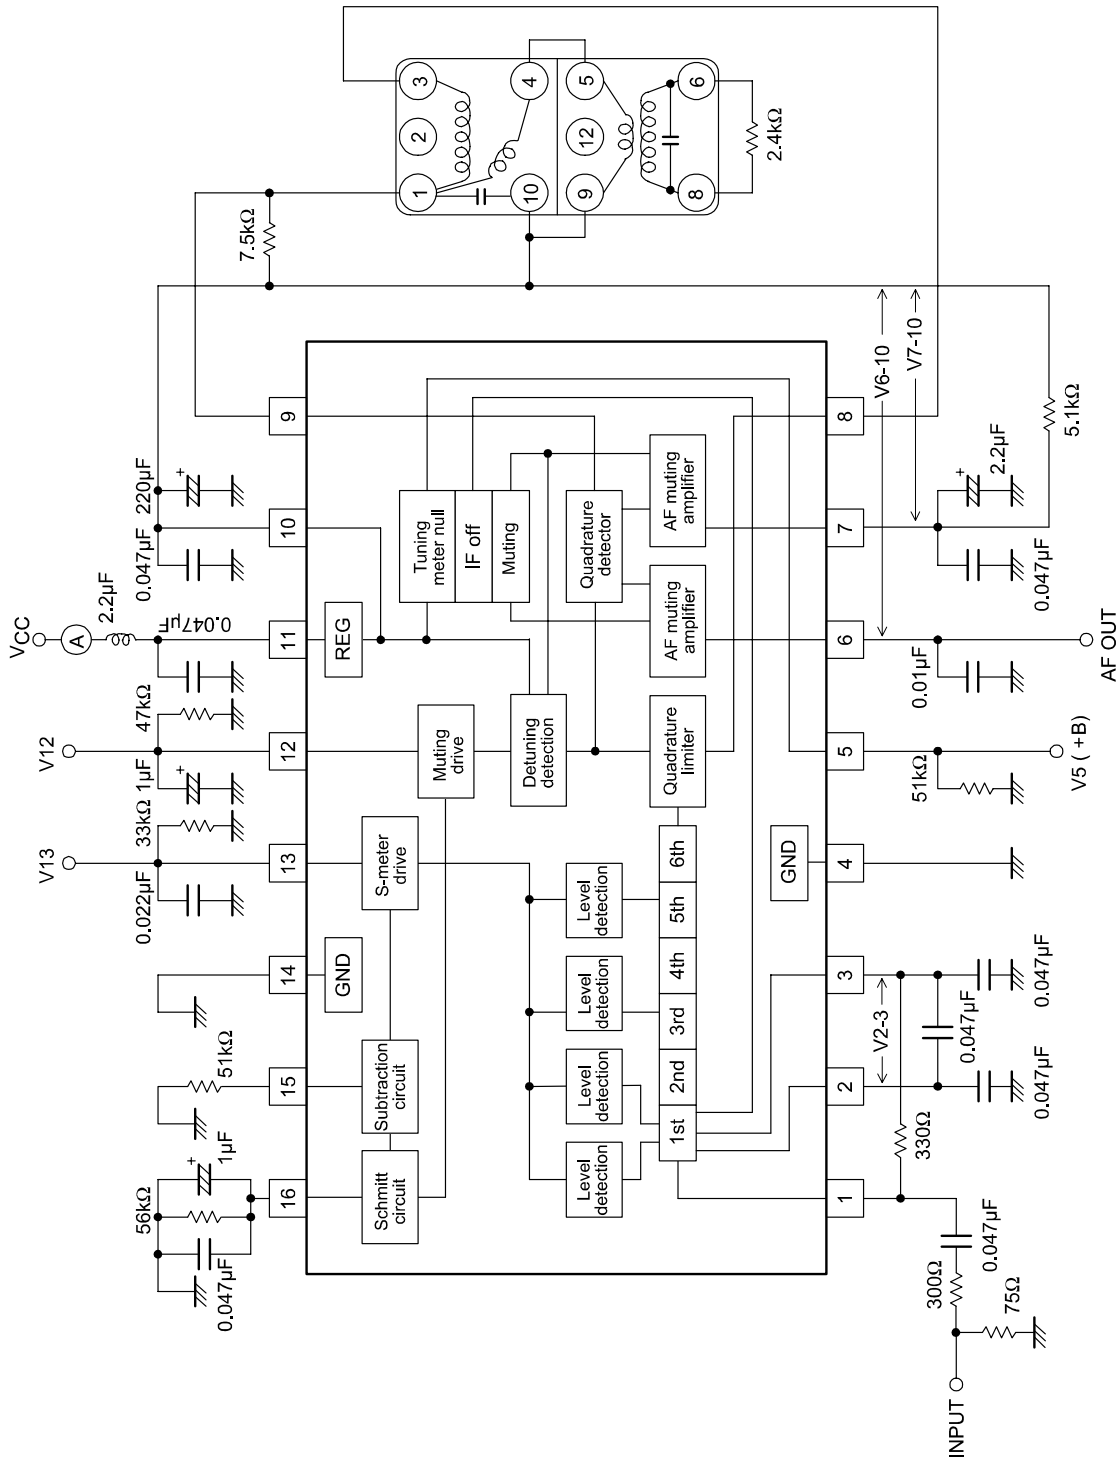 VCC
A
2.2µF
V12
V13
56kΩ
1µF
0.047µF
51kΩ
0.022µF
33kΩ
1µF
47kΩ
0.047µF
0.047µF
220µF
7.5kΩ
16
15
14
13
12
11
10
9
Schmitt
circuit
Subtraction
circuit
GND
S-meter
drive
Muting
drive
REG
Tuning
meter null
IF off
Muting
Detuning
detection
Quadrature
detector
Level
detection
Level
detection
Level
detection
Level
detection
1st
2nd
3rd
4th
5th
6th
Quadrature
limiter
AF muting
amplifier
AF muting
amplifier
GND
1
2
3
4
5
6
7
8
INPUT
75Ω
300Ω
0.047µF
330Ω
V2-3
0.047µF
0.047µF
0.047µF
51kΩ
V5 ( +B)
0.01µF
AF OUT
0.047µF
+
2.2µF
5.1kΩ
V6-10
V7-10
+
+
+
1
2
3
10
4
9
12
5
8
6
2.4kΩ